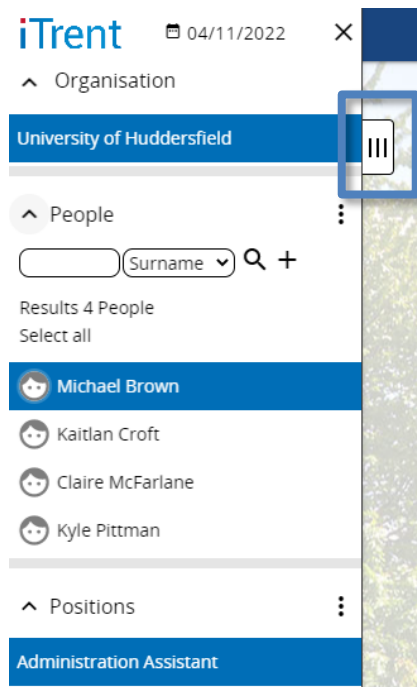 iTrent 04/11/2022
Organisation
University of Huddersfield
People
Surname
Results 4 People
Select all
Michael Brown
Kaitlan Croft
Claire McFarlane
Kyle Pittman
Positions
Administration Assistant